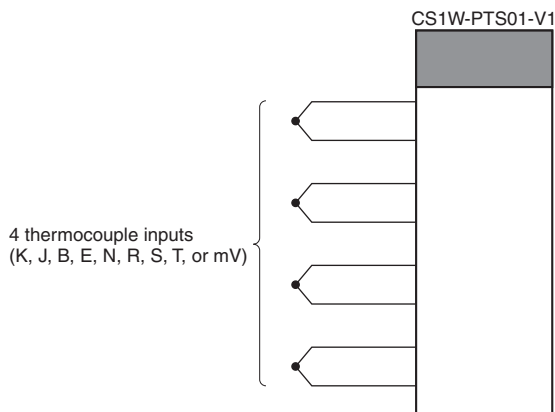 CS1W-PTS01-V1
4 thermocouple inputs
(K, J, B, E, N, R, S, T, or mV)